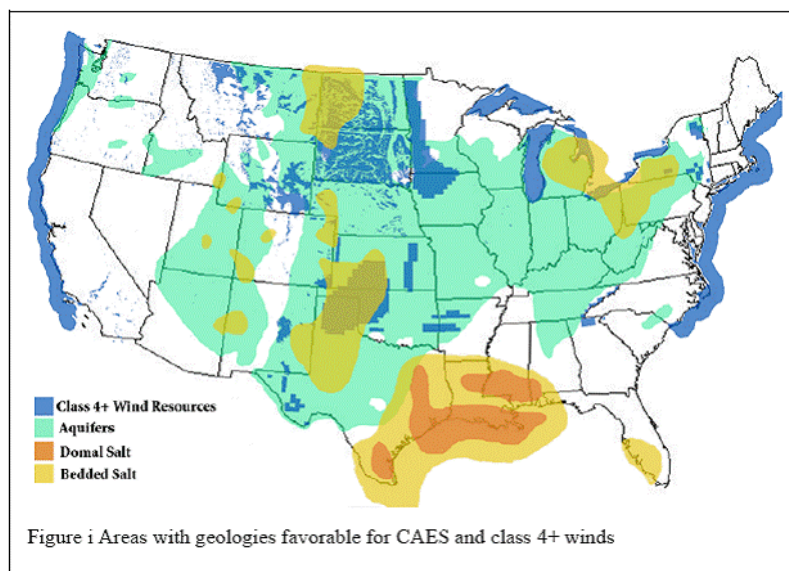 Class 4+ Wind Resources
Aquifers
Domal Salt
Bedded Salt
Figure i Areas with geologies favorable for CAES and class 4+ winds